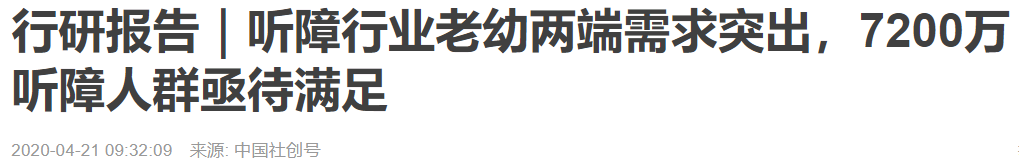 行研报告｜听障行业老幼两端需求突出，7200万
听障人群亟待满足
2020-04-21 09:32:09 来源: 中国社创号